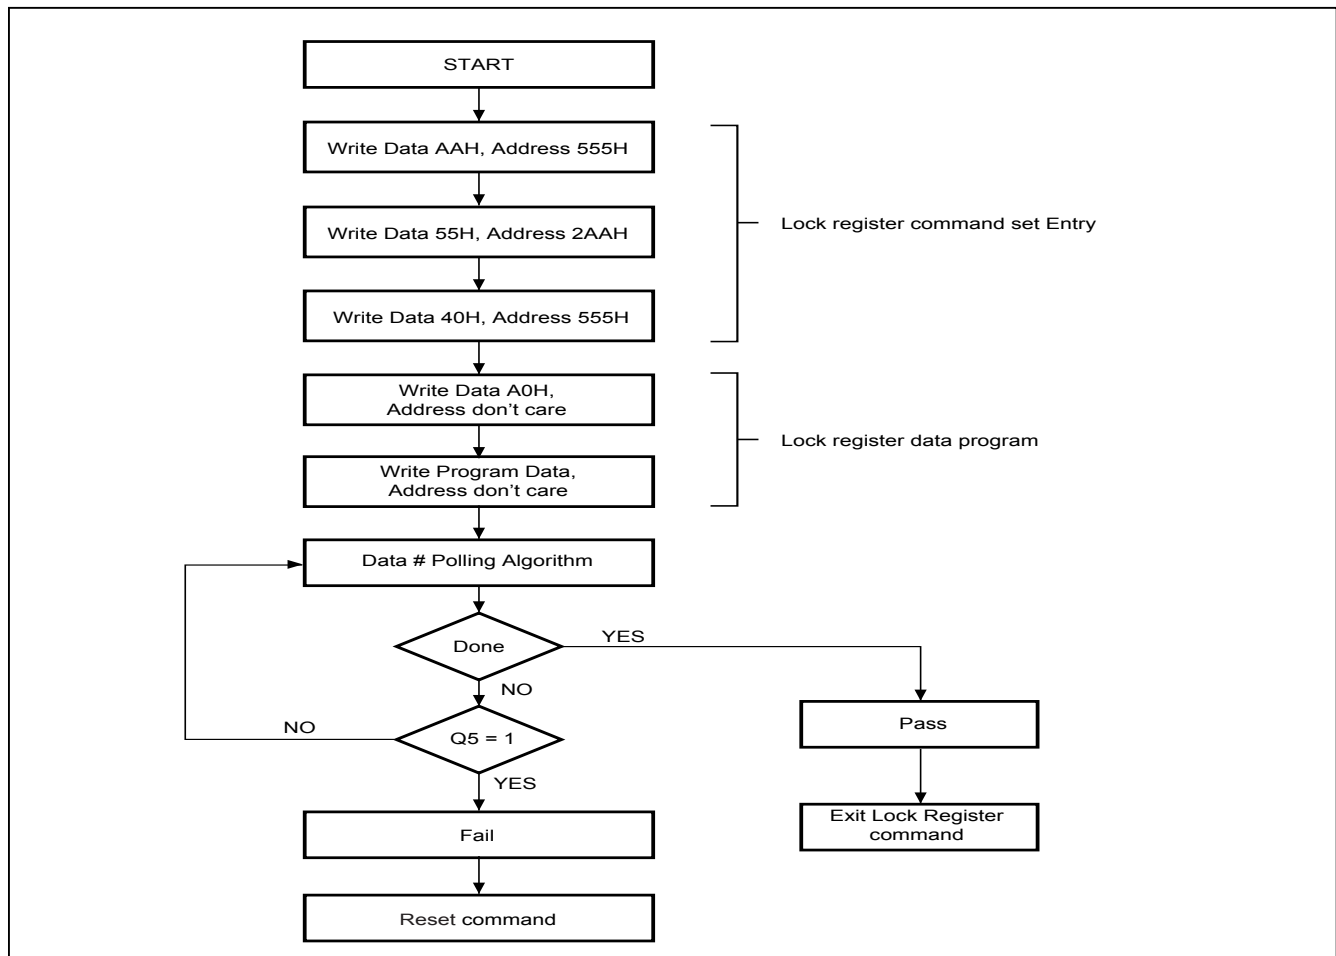 START
Write Data AAH, Address 555H
Write Data 55H, Address 2AAH
Lock register command set Entry
Write Data 40H, Address 555H
Write Data A0H,
Address don't care
Lock register data program
Write Program Data,
Address don't care
Data # Polling Algorithm
Done
YES
NO
Q5 = 1
NO
YES
Pass
Exit Lock Register
command
Fail
Reset command